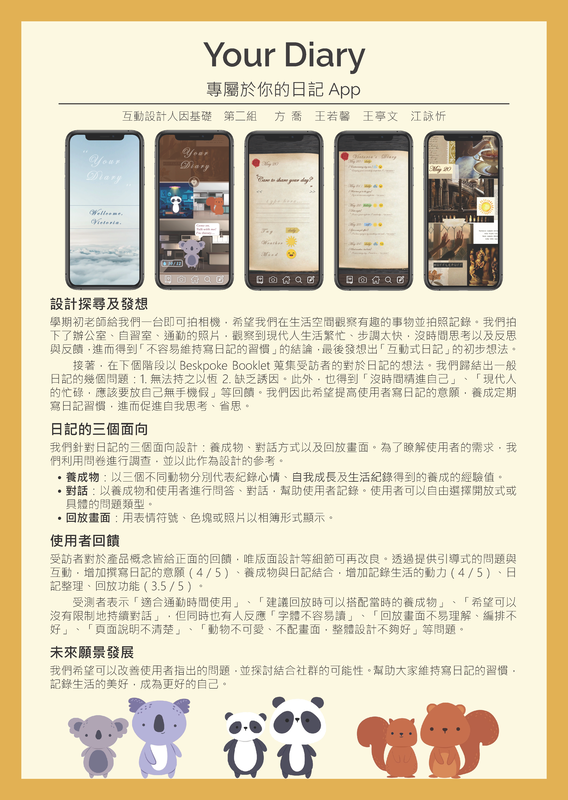 Your Diary
專屬於你的日記 App
互動設計人因基礎　第二組　方 喬　王若馨　王亭文　江詠忻
Your
Diary
Wellcome,
Victoria.
Your
Diary
May 20
Care to share your day?
Tag
Weather
Mood
Victoria's Diary
May 20
設計探尋及發想
學期初老師給我們一台即可拍相機，希望我們在生活空間觀察有趣的事物並拍照記錄。我們拍
下了辦公室、自習室、通勤的照片，觀察到現代人生活繁忙、步調太快，沒時間思考以及反思
與反饋，進而得到「不容易維持寫日記的習慣」的結論，最後發想出「互動式日記」的初步想法。
接著，在下個階段以 Beskpoke Booklet 蒐集受訪者的對於日記的想法。我們歸結出一般
日記的幾個問題：1. 無法持之以恆 2. 缺乏誘因。此外，也得到「沒時間精進自己」、「現代人
的忙碌，應該要放自己無手機假」等回饋。我們因此希望提高使用者寫日記的意願，養成定期
寫日記習慣，進而促進自我思考、省思。
日記的三個面向
我們針對日記的三個面向設計：養成物、對話方式以及回放畫面。為了瞭解使用者的需求，我
們利用問卷進行調查，並以此作為設計的參考。
• 養成物：以三個不同動物分別代表紀錄心情、自我成長及生活紀綜得到的養成的經驗值。
• 對話：以養成物和使用者進行問答、對話，幫助使用者記錄。使用者可以自由選擇開放式或
具體的問題類型。
• 回放畫面：用表情符號、色塊或照片以相簿形式顯示。
使用者回饋
受訪者對於產品概念皆給正面的回饋，唯版面設計等細節可再改良。透過提供引導式的問題與
互動，增加撰寫日記的意願（4 / 5）、養成物與日記結合，增加記錄生活的動力（4 / 5）、日
記整理、回放功能（3.5 / 5）。
受測者表示「適合通勤時間使用」、「建議回放時可以搭配當時的養成物」、「希望可以
沒有限制地持續對話」，但同時也有人反應「字體不容易讀」、「回放畫面不易理解、編排不
好」、「頁面說明不清楚」、「動物不可愛、不配畫面，整體設計不夠好」等問題。
未來願景發展
我們希望可以改善使用者指出的問題，並探討結合社群的可能性。幫助大家維持寫日記的習慣，
記錄生活的美好，成為更好的自己。